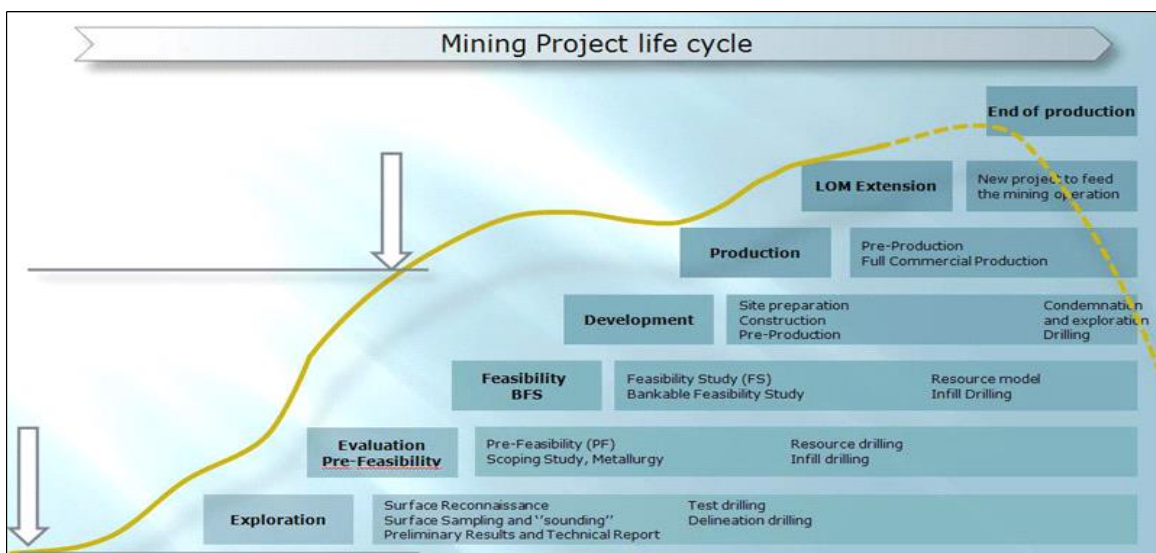 Mining Project life cycle
End of production
LOM Extension
New project to feed
the mining operation
Production
Pre-Production
Full Commercial Production
Development
Site preparation
Construction
Pre-Production
Condemnation
and exploration
Drilling
Feasibility
BFS
Feasibility Study (FS)
Bankable Feasibility Study
Resource model
Infill Drilling
Evaluation
Pre-Feasibility
Pre-Feasibility (PF)
Scoping Study, Metallurgy
Resource drilling
Infill drilling
Exploration
Surface Reconnaissance
Surface Sampling and ‘‘sounding’’
Preliminary Results and Technical Report
Test drilling
Delineation drilling